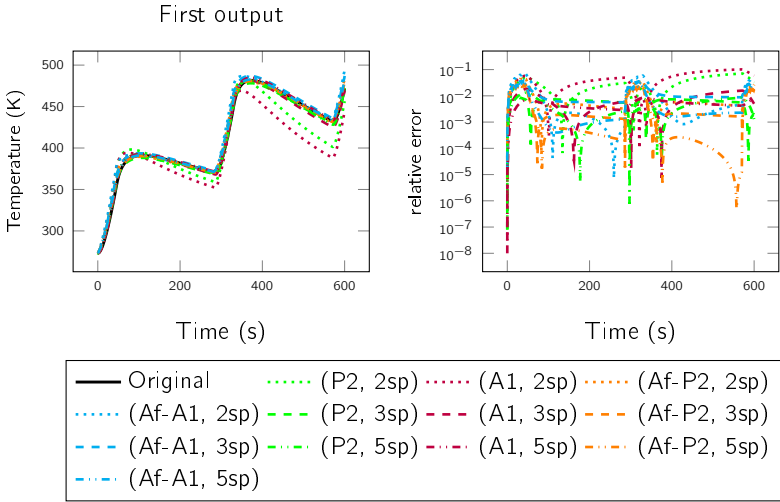 First output
500
450
400
350
300
Temperature (K)
0
200
400
600
Time (s)
10−1
10−2
10−3
10−4
10−5
10−6
10−7
10−8
relative error
0
200
400
600
Time (s)
Original
(P2, 2sp)
(A1, 2sp)
(Af-P2, 2sp)
(Af-A1, 2sp)
(P2, 3sp)
(A1, 3sp)
(Af-P2, 3sp)
(Af-A1, 3sp)
(P2, 5sp)
(A1, 5sp)
(Af-P2, 5sp)
(Af-A1, 5sp)